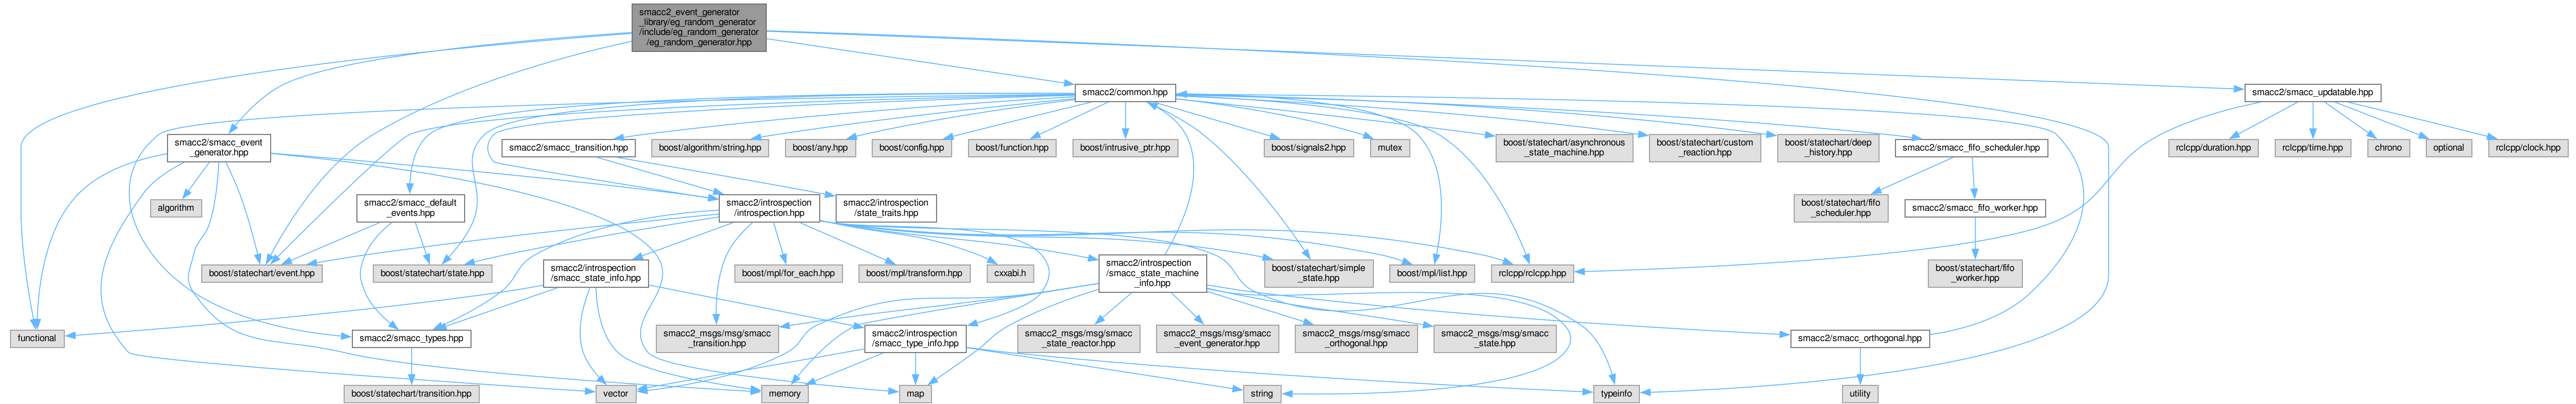 smacc2_event_generator
_library/eg_random_generator
/include/eg_random_generator
/eg_random_generator.hpp
smacc2/common.hpp
smacc2/smacc_updatable.hpp
smacc2/smacc_event
_generator.hpp
smacc2/smacc_transition.hpp
boost/algorithm/string.hpp
boost/any.hpp
boost/config.hpp
boost/function.hpp
boost/intrusive_ptr.hpp
boost/signals2.hpp
mutex
boost/statechart/asynchronous
_state_machine.hpp
boost/statechart/custom
_reaction.hpp
boost/statechart/deep
_history.hpp
smacc2/smacc_fifo_scheduler.hpp
rclcpp/duration.hpp
rclcpp/time.hpp
chrono
optional
rclcpp/clock.hpp
algorithm
smacc2/smacc_default
_events.hpp
smacc2/introspection
/introspection.hpp
smacc2/introspection
/state_traits.hpp
boost/statechart/fifo
_scheduler.hpp
smacc2/smacc_fifo_worker.hpp
boost/statechart/event.hpp
boost/statechart/state.hpp
smacc2/introspection
/smacc_state_info.hpp
boost/mpl/for_each.hpp
boost/mpl/transform.hpp
cxxabi.h
smacc2/introspection
/smacc_state_machine
_info.hpp
boost/statechart/simple
_state.hpp
boost/mpl/list.hpp
rclcpp/rclcpp.hpp
boost/statechart/fifo
_worker.hpp
functional
smacc2/smacc_types.hpp
smacc2_msgs/msg/smacc
_transition.hpp
smacc2/introspection
/smacc_type_info.hpp
smacc2_msgs/msg/smacc
_state_reactor.hpp
smacc2_msgs/msg/smacc
_event_generator.hpp
smacc2_msgs/msg/smacc
_orthogonal.hpp
smacc2_msgs/msg/smacc
_state.hpp
smacc2/smacc_orthogonal.hpp
boost/statechart/transition.hpp
vector
memory
map
string
typeinfo
utility